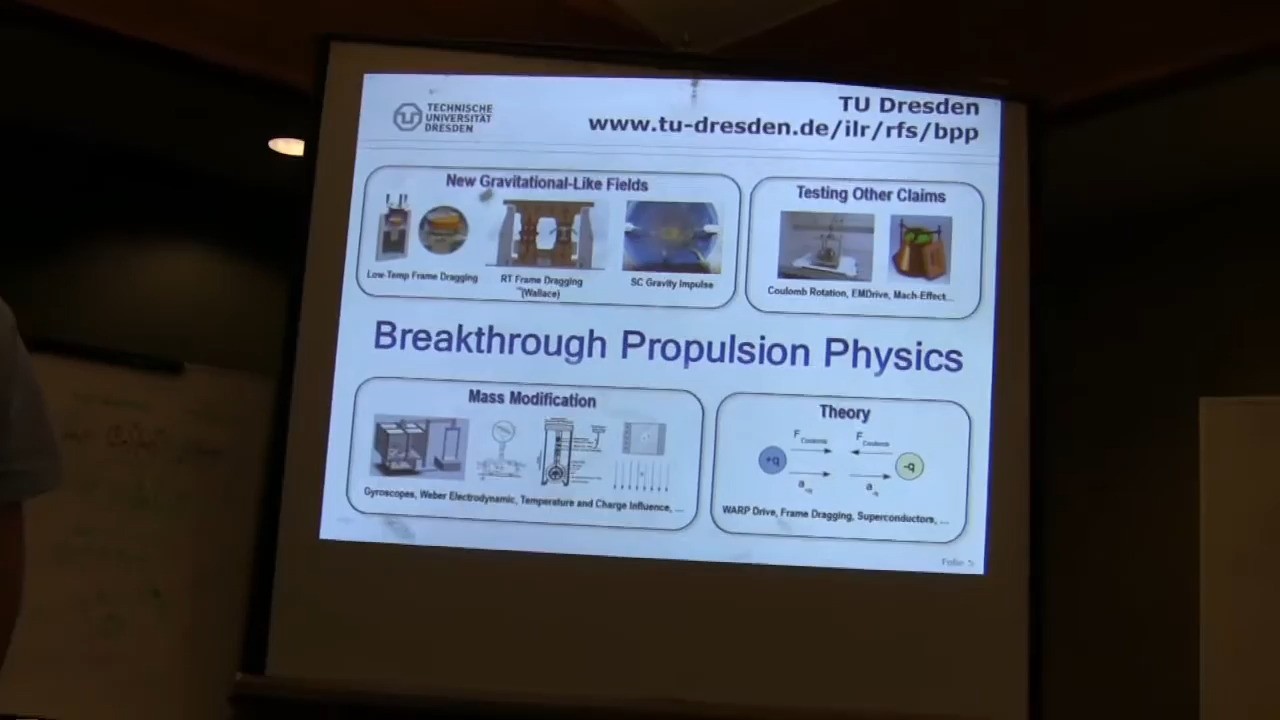 TECHNISCHE
UNIVERSITÄT
DRESDEN
TU Dresden
www.tu-dresden.de/ilr/rfs/bpp
New Gravitational-Like Fields
Low-Temp Frame Dragging
RT Frame Dragging
(Wallace)
SC Gravity Impulse
Testing Other Claims
Coulomb Rotation, EMDrive, Mach-Effect...
Breakthrough Propulsion Physics
Mass Modification
Gyroscopes, Weber Electrodynamic, Temperature and Charge Influence, ...
Theory
F Coulomb
F Coulomb
+q
-q
a +q
a -q
WARP Drive, Frame Dragging, Superconductors, ...
Folie 5